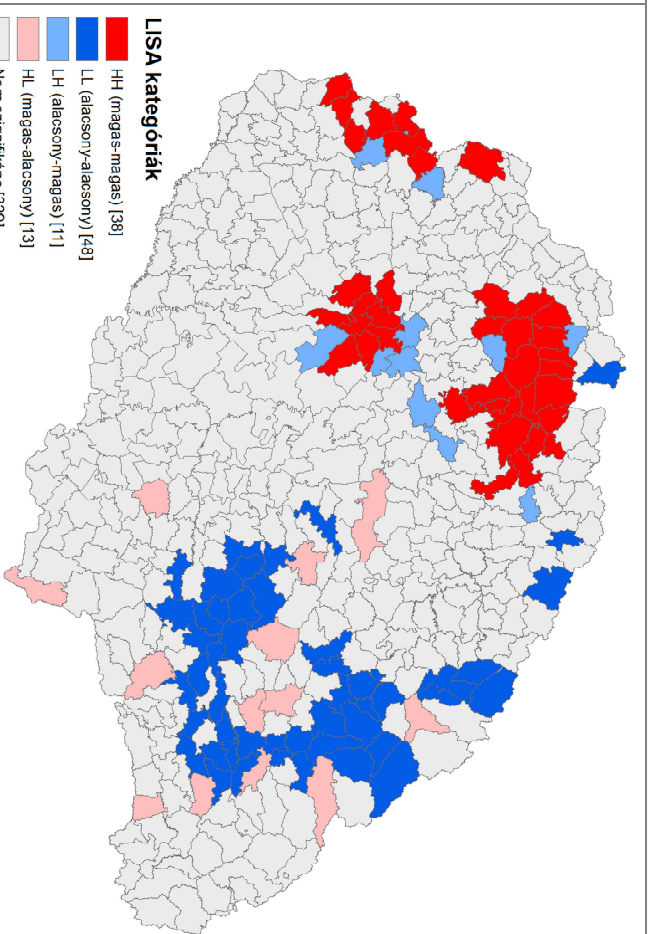 LISA kategóriák
HH (magas-magas) [38]
LL (alacsony-alacsony) [48]
LH (alacsony-magas) [11]
HL (magas-alacsony) [13]